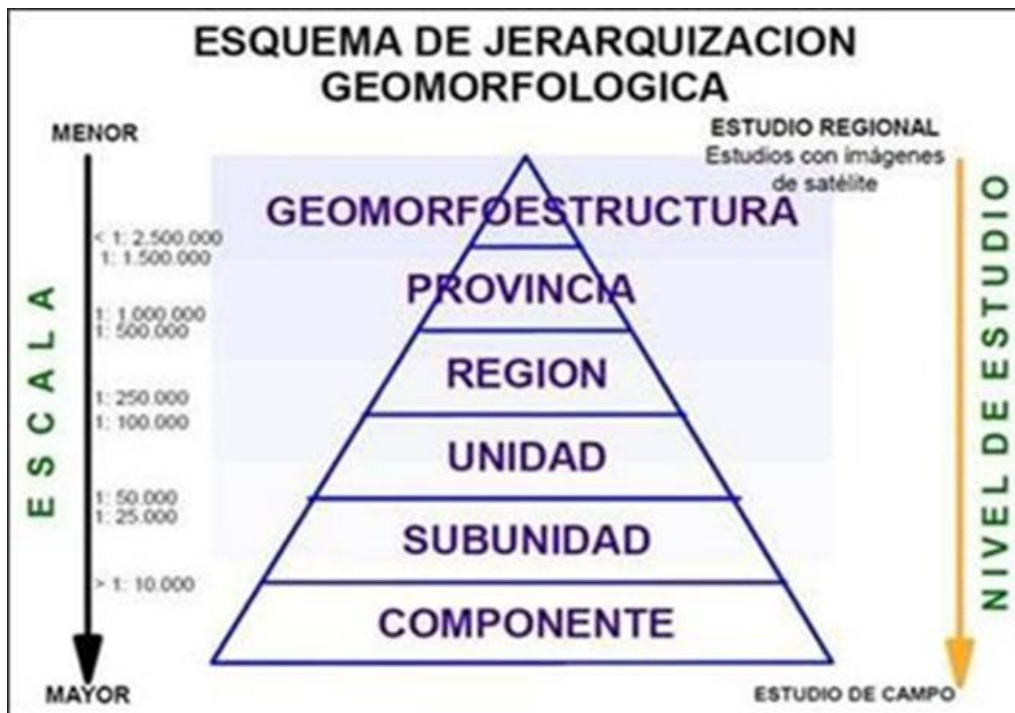 ESQUEMA DE JERARQUIZACION
GEOMORFOLOGICA
MENOR
ESTUDIO REGIONAL
Estudios con imágenes
de satélite
GEOMORFOESTRUCTURA
< 1: 2.500.000
1: 1.500.000
PROVINCIA
1: 1.000.000
1: 500.000
REGION
1: 250.000
1: 100.000
UNIDAD
1: 50.000
1: 25.000
SUBUNIDAD
> 1: 10.000
COMPONENTE
MAYOR
ESTUDIO DE CAMPO
ESCALA
NIVEL DE ESTUDIO